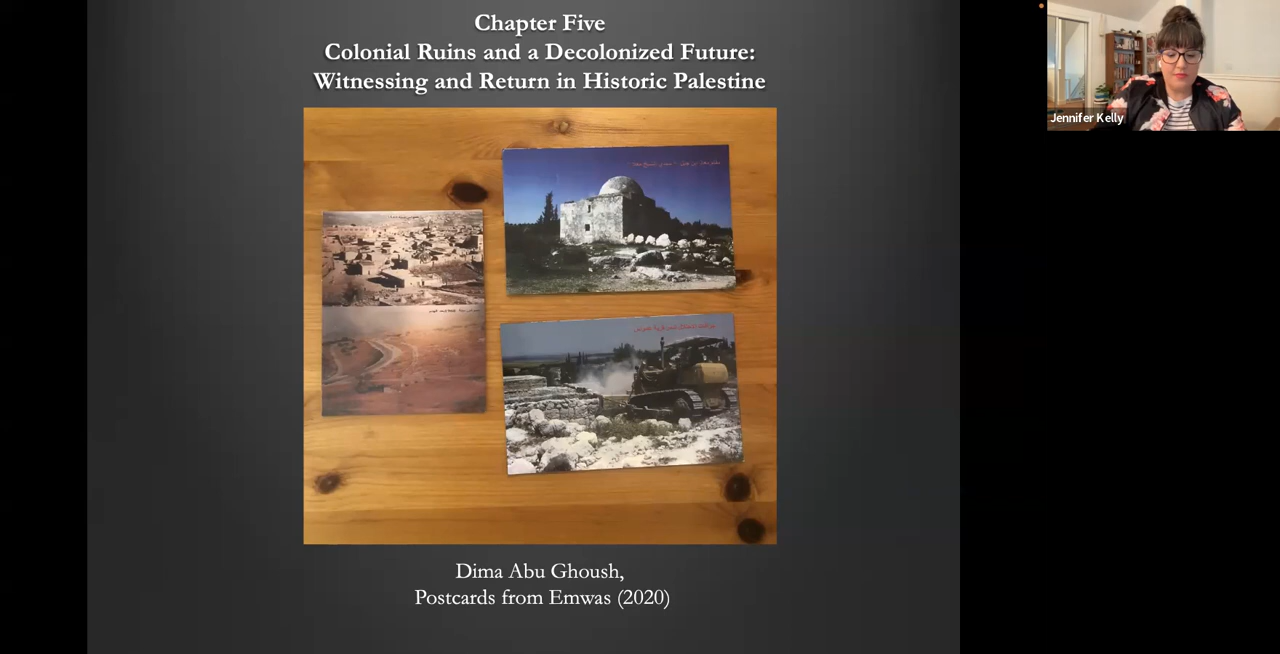 Chapter Five
Colonial Ruins and a Decolonized Future:
Witnessing and Return in Historic Palestine
Dima Abu Ghoush,
Postcards from Emwas (2020)
Jennifer Kelly